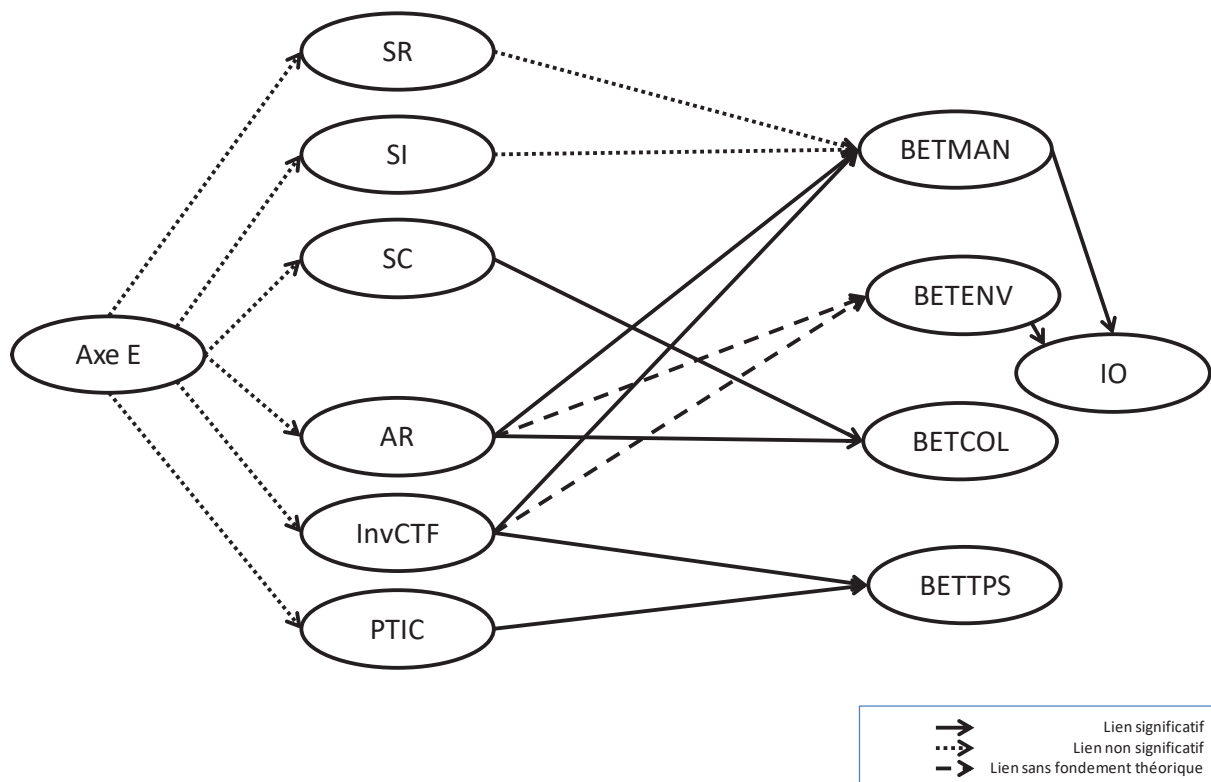 SR
SI
SC
Axe E
AR
InvCTF
PTIC
BETMAN
BETENV
IO
BETCOL
BETTPS
Lien significatif
Lien non significatif
Lien sans fondement théorique